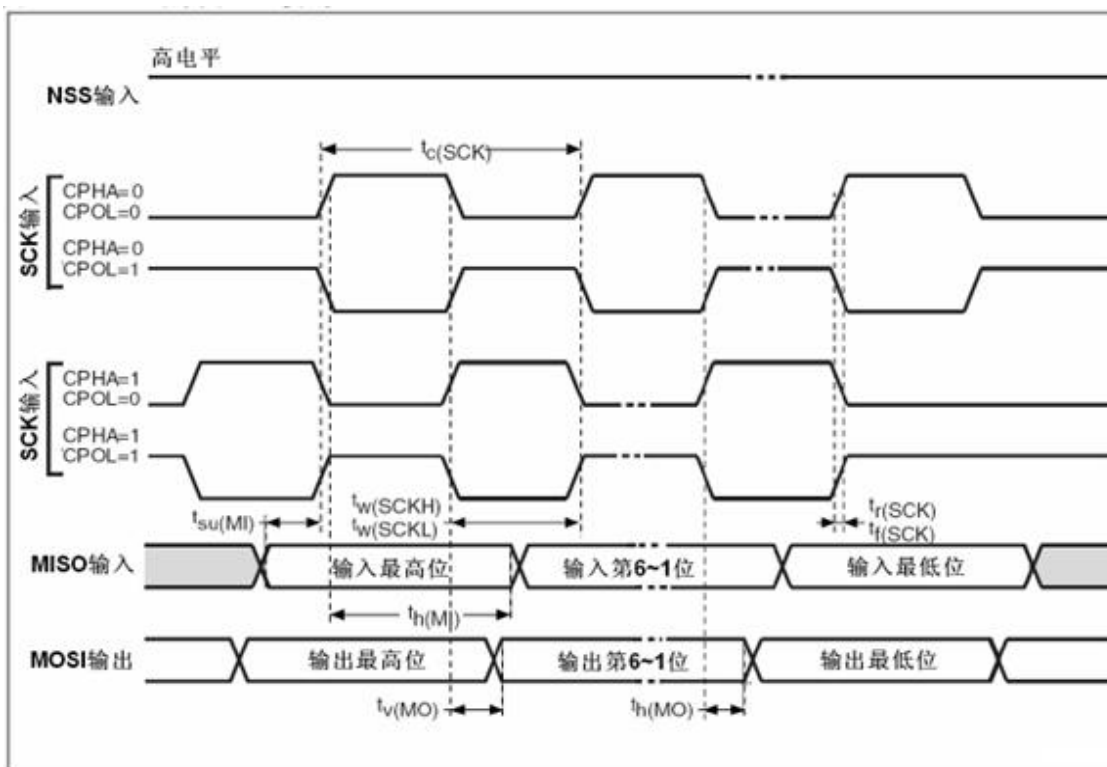 高电平
NSS输入
tc(SCK)
SCK输入
CPHA=0
CPOL=0
CPHA=0
CPOL=1
SCK输入
CPHA=1
CPOL=0
CPHA=1
CPOL=1
tsu(MI)
tw(SCKH)
tw(SCKL)
tr(SCK)
tf(SCK)
MISO输入
输入最高位
输入第6~1位
输入最低位
th(MI)
MOSI输出
输出最高位
输出第6~1位
输出最低位
tv(MO)
th(MO)